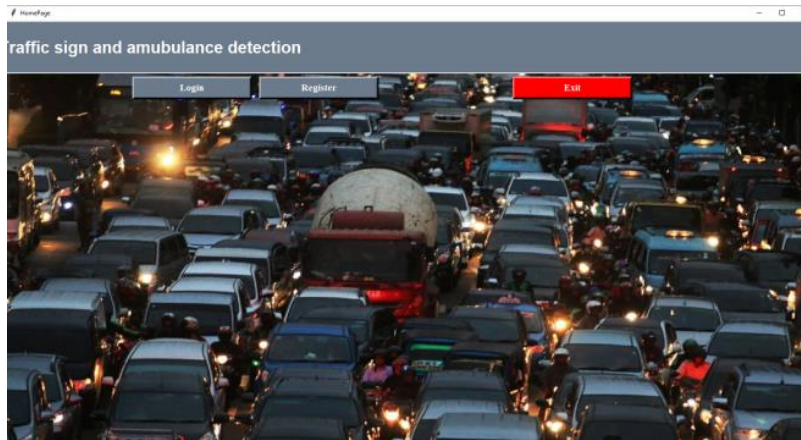 HomePage
Traffic sign and amubulance detection
Login Register Exit